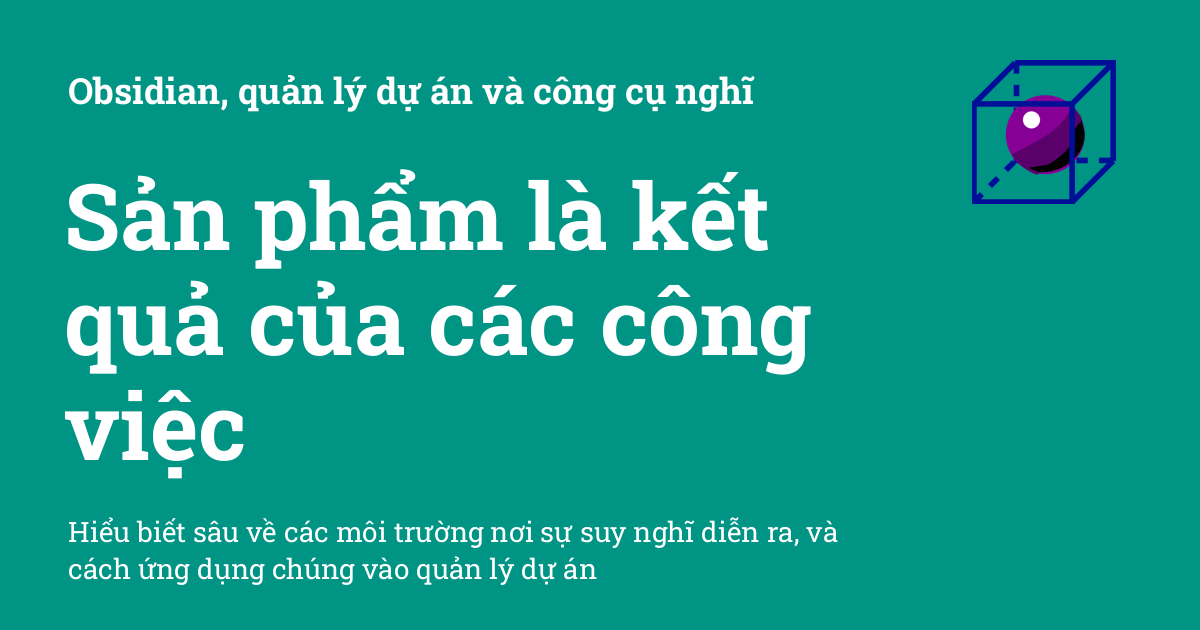 Obsidian, quản lý dự án và công cụ nghĩ
Sản phẩm là kết
quả của các công
việc
Hiểu biết sâu về các môi trường nơi sự suy nghĩ diễn ra, và
cách ứng dụng chúng vào quản lý dự án